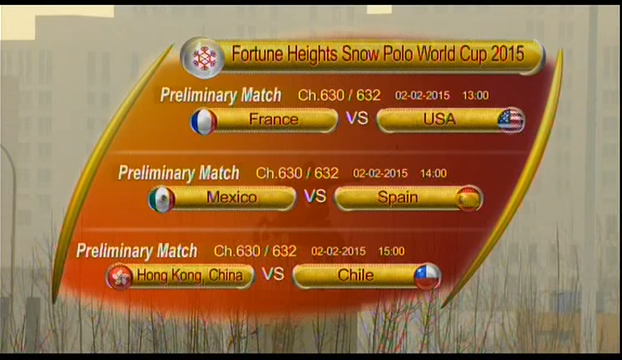 Fortune Heights Snow Polo World Cup 2015
Preliminary Match Ch.630 / 632 02-02-2015 13:00
France VS USA
Preliminary Match Ch.630 / 632 02-02-2015 14:00
Mexico VS Spain
Preliminary Match Ch.630 / 632 02-02-2015 15:00
Hong Kong, China VS Chile